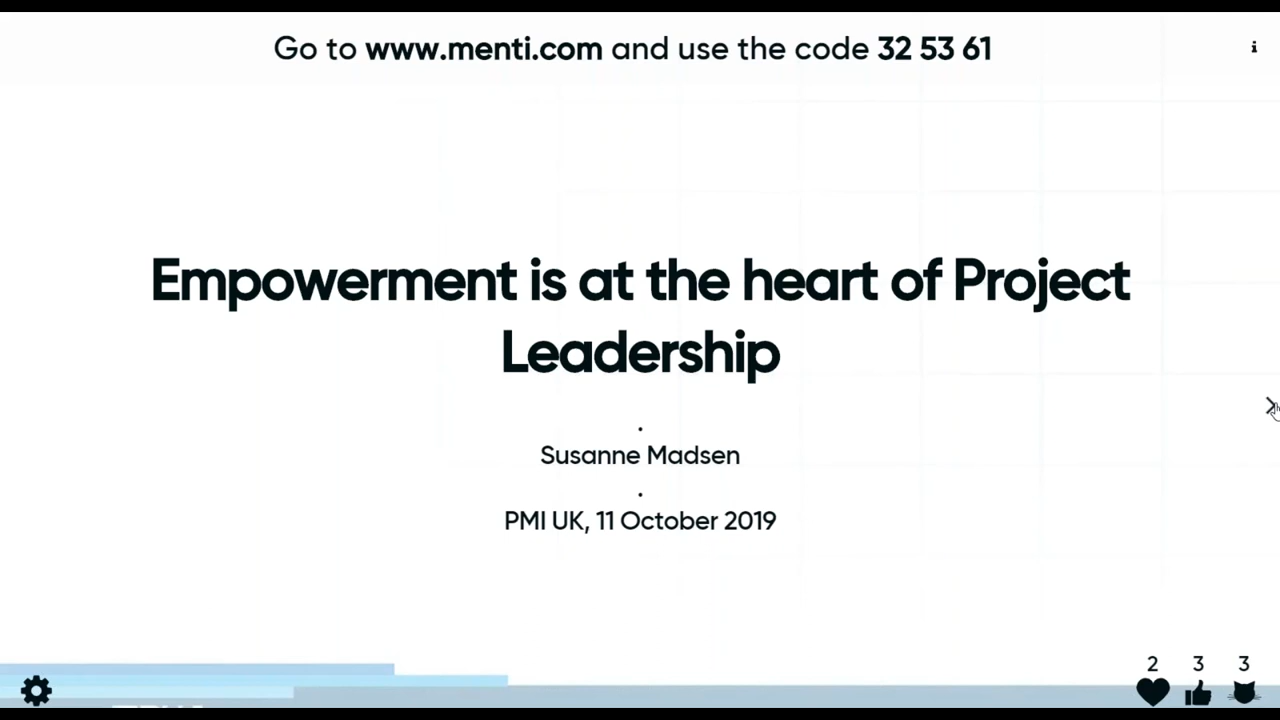 Go to www.menti.com and use the code 32 53 61
Empowerment is at the heart of Project
Leadership
.
Susanne Madsen
.
PMI UK, 11 October 2019
2 3 3